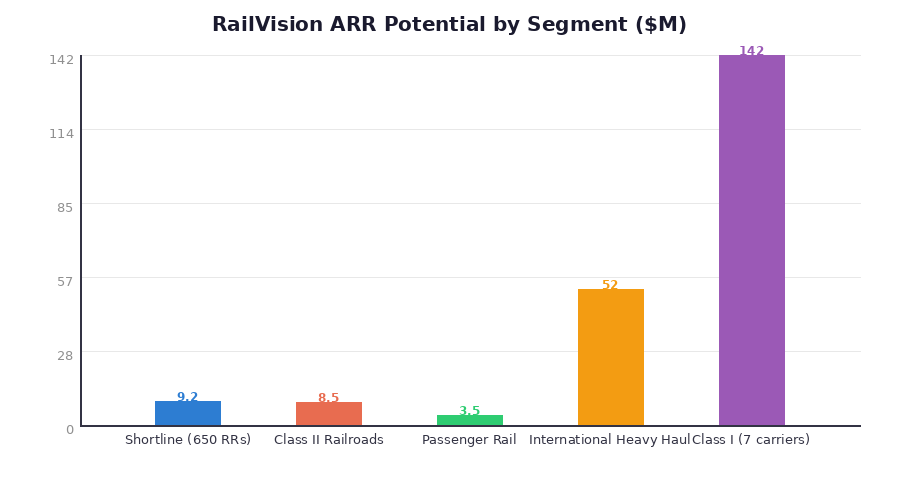 RailVision ARR Potential by Segment ($M)
142
114
85
57
28
0
9.2
8.5
3.5
52
142
Shortline (650 RRs)
Class II Railroads
Passenger Rail
International Heavy Haul
Class I (7 carriers)